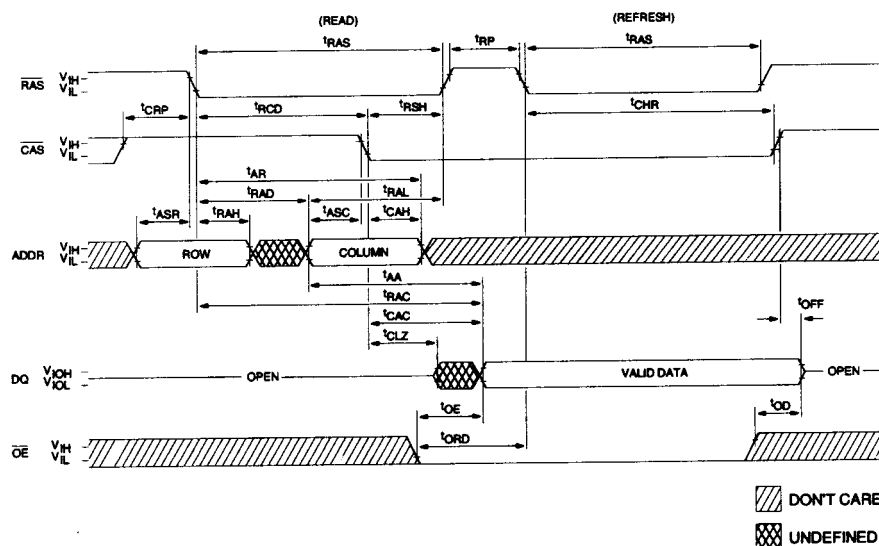 (READ) (REFRESH)
tRAS tRP tRAS
RAS VIH
VIL
tCRP tRCD tRSH tCHR
CAS VIH
VIL
tAR
tRAD tRAL
tASR tRAH tASC tCAH
ADDR VIH
VIL
ROW COLUMN
tAA
tRAC
tCAC tOFF
tCLZ
DQ VIOH
VIOL
OPEN VALID DATA OPEN
tOE tOD
tORD
OE VIH
VIL
DON'T CARE
UNDEFINED